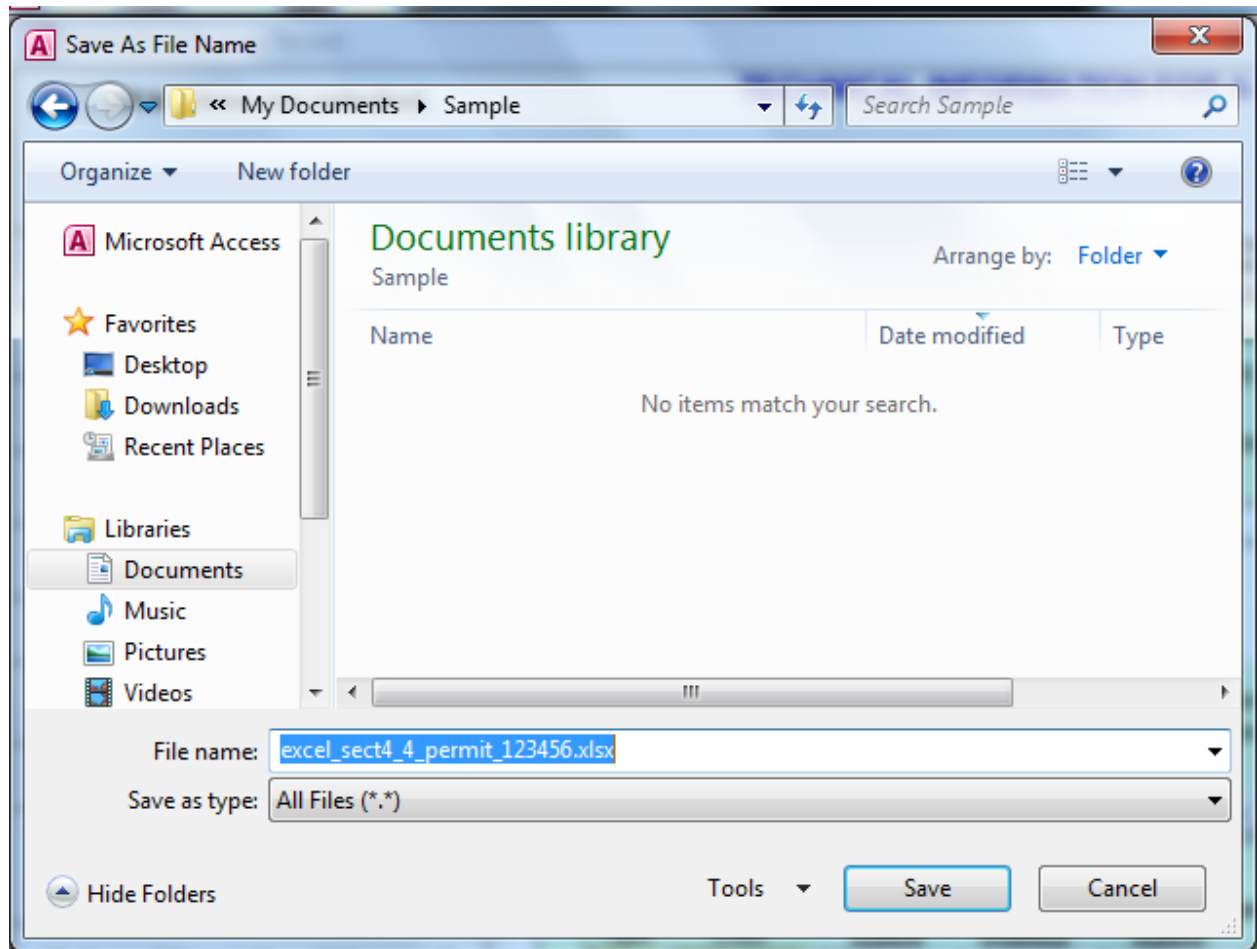 Save As File Name
« My Documents ▸ Sample
Search Sample
Organize
New folder
Microsoft Access
Favorites
Desktop
Downloads
Recent Places
Libraries
Documents
Music
Pictures
Videos
Documents library
Sample
Arrange by: Folder
Name Date modified Type
No items match your search.
File name: excel_sect4_4_permit_123456.xlsx
Save as type: All Files (*.*)
Hide Folders
Tools
Save
Cancel